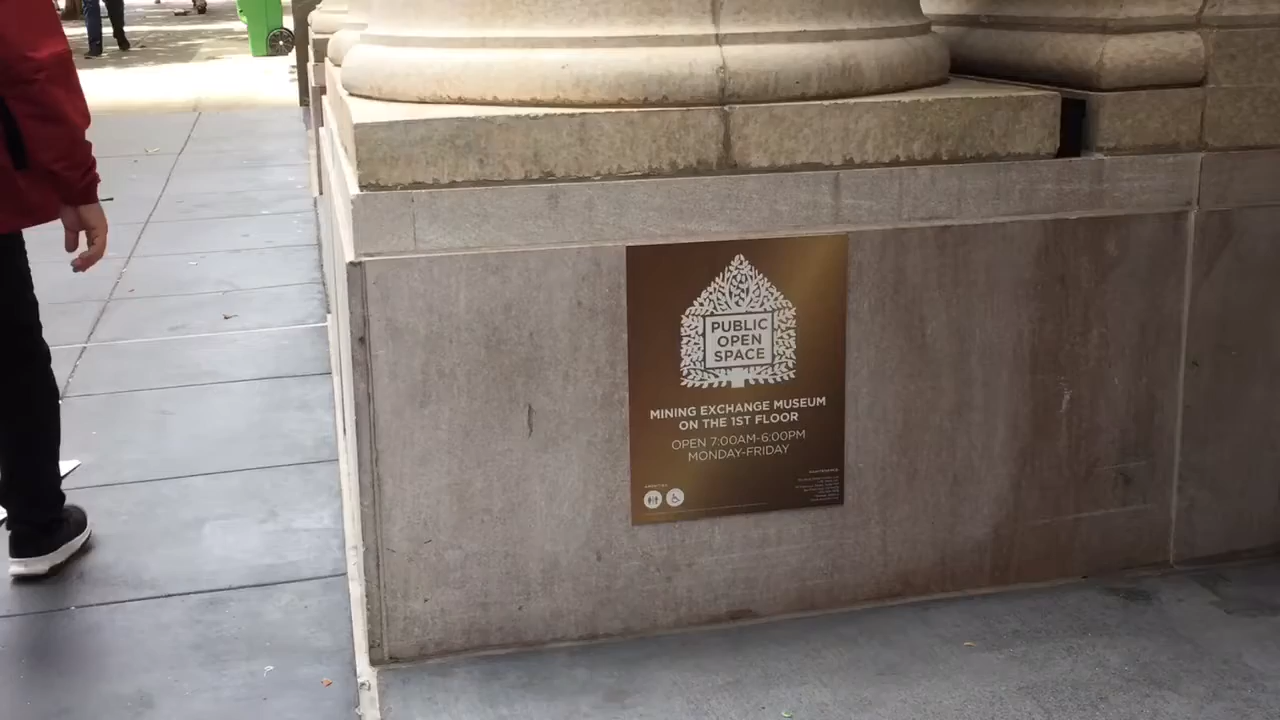 PUBLIC
OPEN
SPACE
MINING EXCHANGE MUSEUM
ON THE 1ST FLOOR
OPEN 7:00AM-6:00PM
MONDAY-FRIDAY